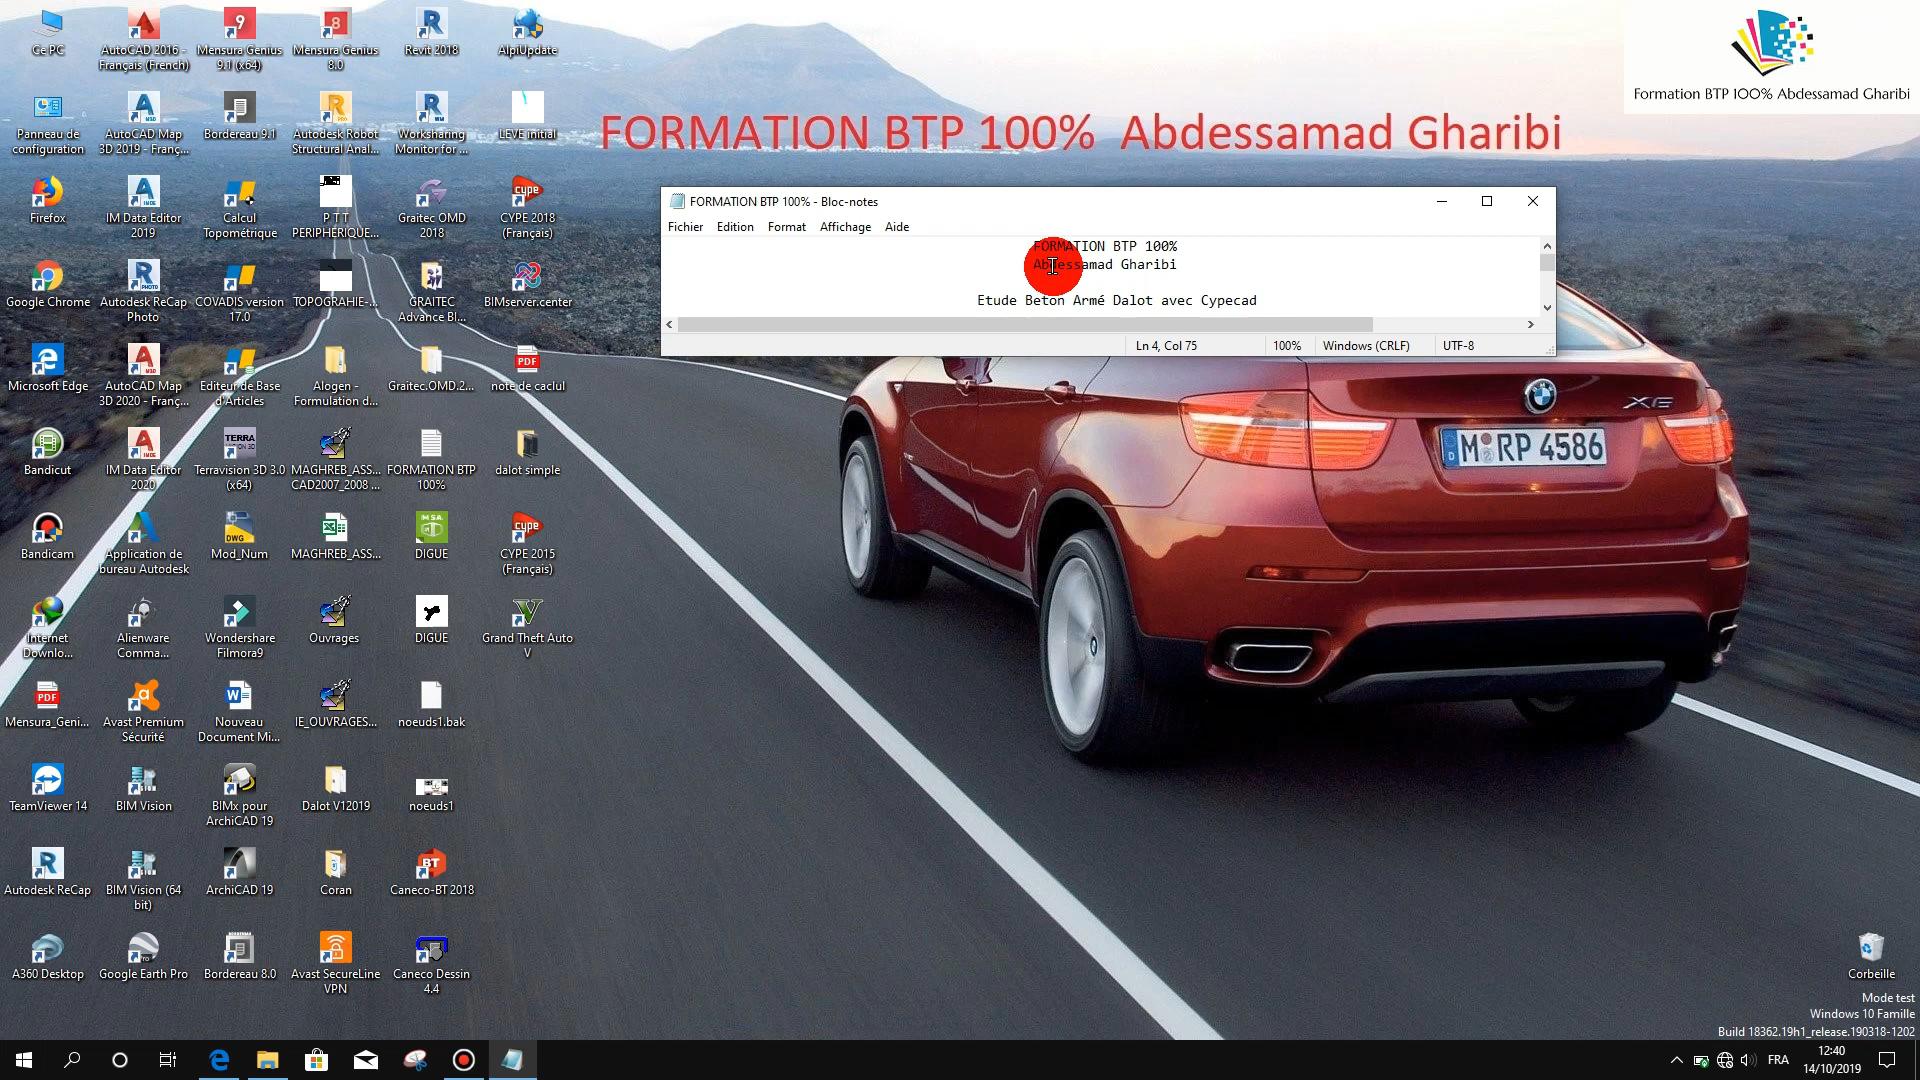 Ce PC
AutoCAD 2016 -
Français (French)
Mensura Genius
9.1 (x64)
Mensura Genius
8.0
Revit 2018
AlpiUpdate
Formation BTP 100% Abdessamad Gharibi
FORMATION BTP 100% Abdessamad Gharibi
Panneau de
configuration
AutoCAD Map
3D 2019 - Franç...
Bordereau 9.1
Autodesk Robot
Structural Anal...
Worksharing
Monitor for ...
LEVE initial
Firefox
IM Data Editor
2019
Calcul
Topométrique
P T T
PERIPHERIQUE...
Graitec OMD
2018
CYPE 2018
(Français)
FORMATION BTP 100% - Bloc-notes
Fichier Edition Format Affichage Aide
FORMATION BTP 100%
Abdessamad Gharibi
Etude Beton Armé Dalot avec Cypecad
Ln 4, Col 75 100% Windows (CRLF) UTF-8
Google Chrome
Autodesk ReCap
Photo
COVADIS version
17.0
TOPOGRAHIE-...
GRAITEC
Advance BI...
BIMserver.center
Microsoft Edge
AutoCAD Map
3D 2020 - Franç...
Editeur de Base
d'Articles
Alogen -
Formulation d...
Graitec.OMD.2...
note de caclul
Bandicut
IM Data Editor
2020
Terravision 3D 3.0
(x64)
MAGHREB_ASS...
CAD2007_2008 ...
FORMATION BTP
100%
dalot simple
Bandicam
Application de
bureau Autodesk
Mod_Num
MAGHREB_ASS...
DIGUE
CYPE 2015
(Français)
Internet
Downlo...
Alienware
Comma...
Wondershare
Filmora9
Ouvrages
DIGUE
Grand Theft Auto
V
Mensura_Geni...
Avast Premium
Sécurité
Nouveau
Document Mi...
IE_OUVRAGES...
noeuds1.bak
TeamViewer 14
BIM Vision
BIMx pour
ArchiCAD 19
Dalot V12019
noeuds1
Autodesk ReCap
BIM Vision (64
bit)
ArchiCAD 19
Coran
Caneco-BT 2018
A360 Desktop
Google Earth Pro
Bordereau 8.0
Avast SecureLine
VPN
Caneco Dessin
4.4
X6
M RP 4586
Corbeille
Mode test
Windows 10 Famille
Build 18362.19h1_release.190318-1202
FRA
12:40
14/10/2019